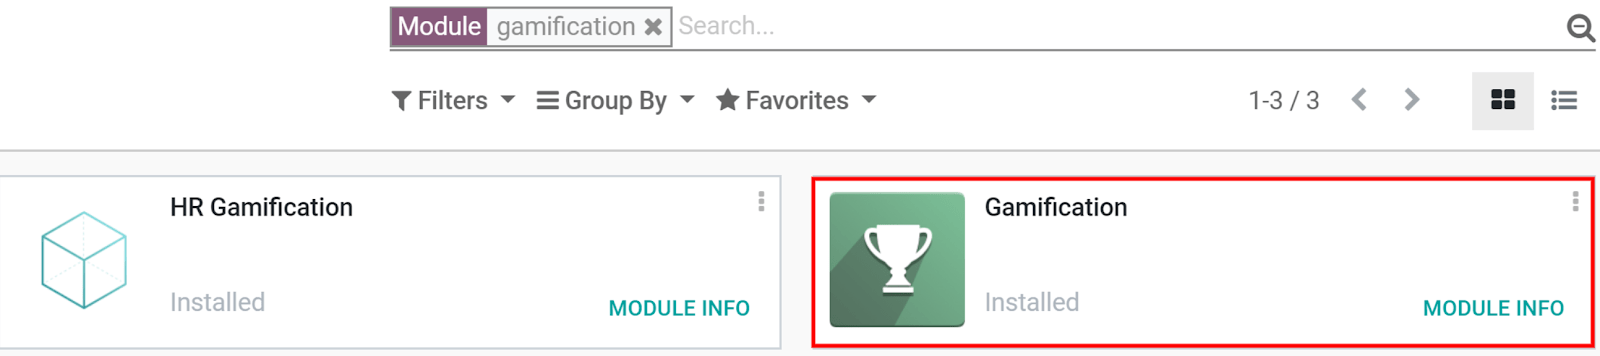 Module gamification Search...
Filters Group By Favorites 1-3 / 3
HR Gamification
Installed
MODULE INFO
Gamification
Installed
MODULE INFO